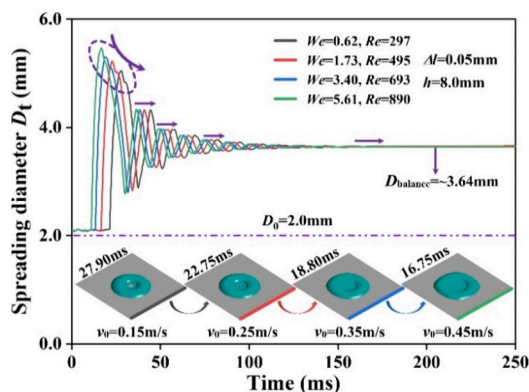 We=0.62, Re=297
We=1.73, Re=495
We=3.40, Re=693
We=5.61, Re=890
Δl=0.05mm
h=8.0mm
Dbalance=~3.64mm
D0=2.0mm
27.90ms
22.75ms
18.80ms
16.75ms
v0=0.15m/s
v0=0.25m/s
v0=0.35m/s
v0=0.45m/s
Spreading diameter Dt (mm)
6.0
4.0
2.0
0.0
0
50
100
150
200
250
Time (ms)